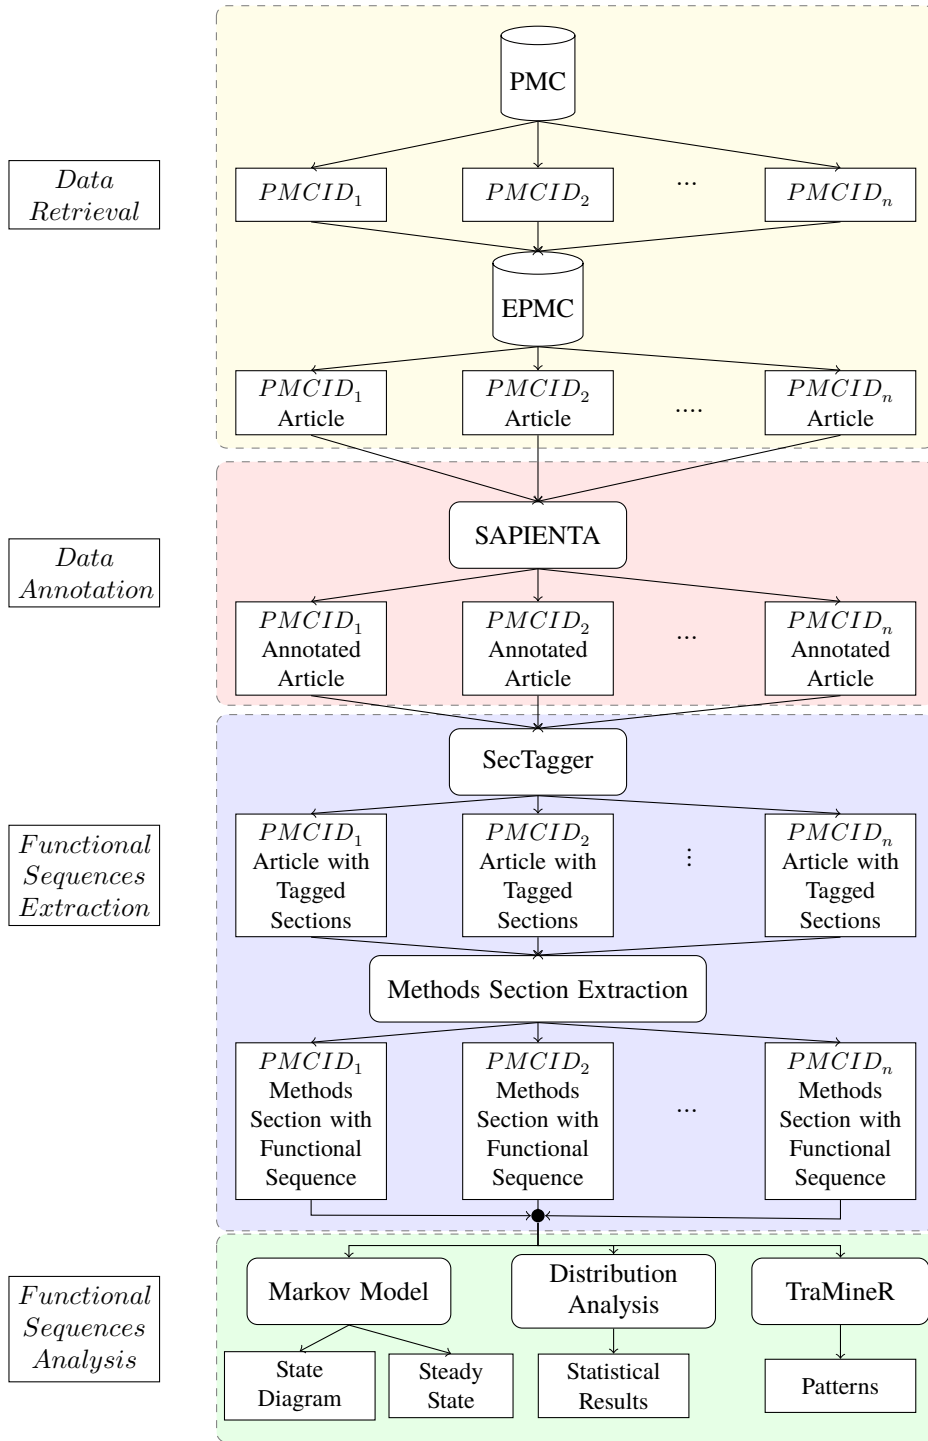 PMC
Data
Retrieval
PMCID₁
PMCID₂
...
PMCIDₙ
EPMC
PMCID₁
Article
PMCID₂
Article
....
PMCIDₙ
Article
Data
Annotation
SAPIENTA
PMCID₁
Annotated
Article
PMCID₂
Annotated
Article
...
PMCIDₙ
Annotated
Article
Functional
Sequences
Extraction
SecTagger
PMCID₁
Article with
Tagged
Sections
PMCID₂
Article with
Tagged
Sections
⋮
PMCIDₙ
Article with
Tagged
Sections
Methods Section Extraction
PMCID₁
Methods
Section with
Functional
Sequence
PMCID₂
Methods
Section with
Functional
Sequence
...
PMCIDₙ
Methods
Section with
Functional
Sequence
Functional
Sequences
Analysis
Markov Model
Distribution
Analysis
TraMineR
State
Diagram
Steady
State
Statistical
Results
Patterns